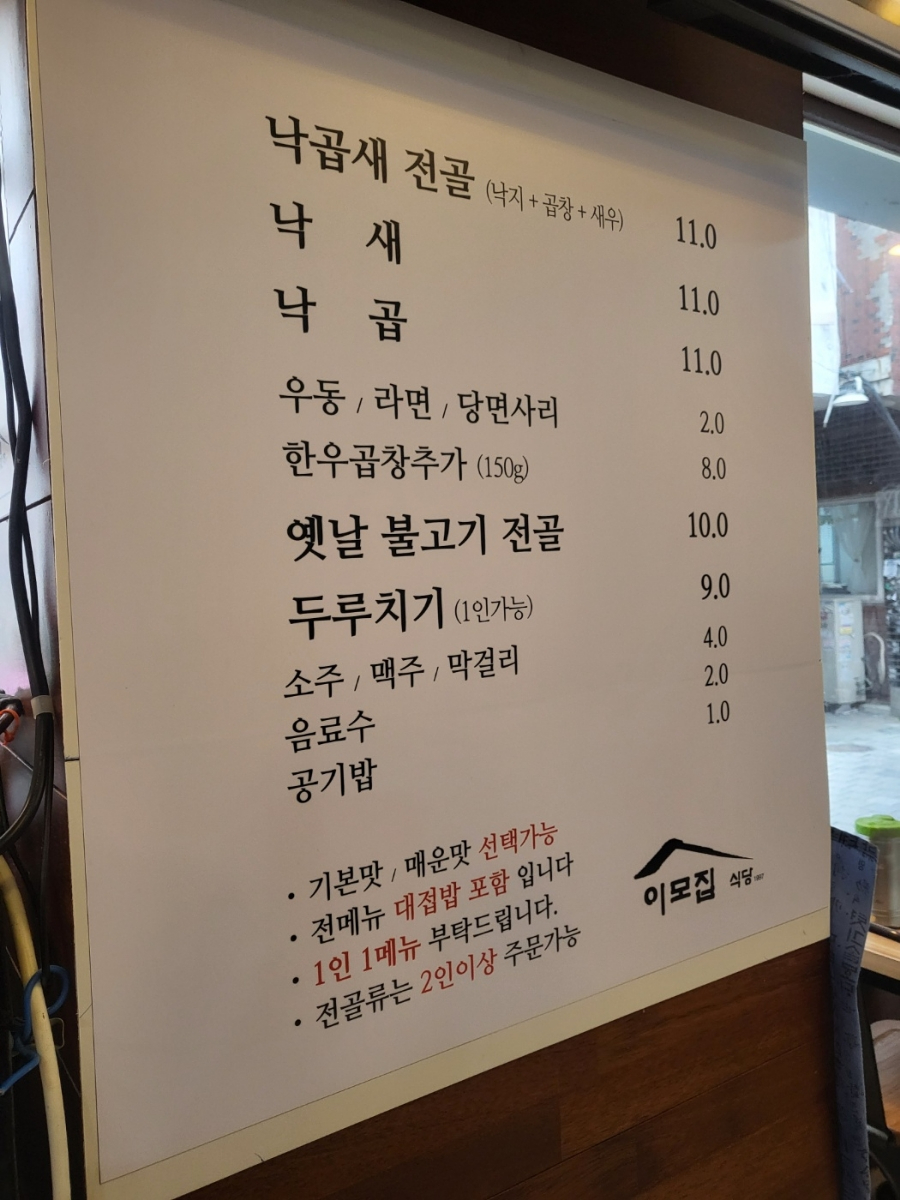 낙곱새 전골 (낙지 + 곱창 + 새우) 11.0
낙 새 11.0
낙 곱 11.0
우동 / 라면 / 당면사리 2.0
한우곱창추가 (150g) 8.0
옛날 불고기 전골 10.0
두루치기 (1인가능) 9.0
소주 / 맥주 / 막걸리 4.0
음료수 2.0
공기밥 1.0
• 기본맛 / 매운맛 선택가능
• 전메뉴 대접밥 포함 입니다
• 1인 1메뉴 부탁드립니다.
• 전골류는 2인이상 주문가능
이모집 식당